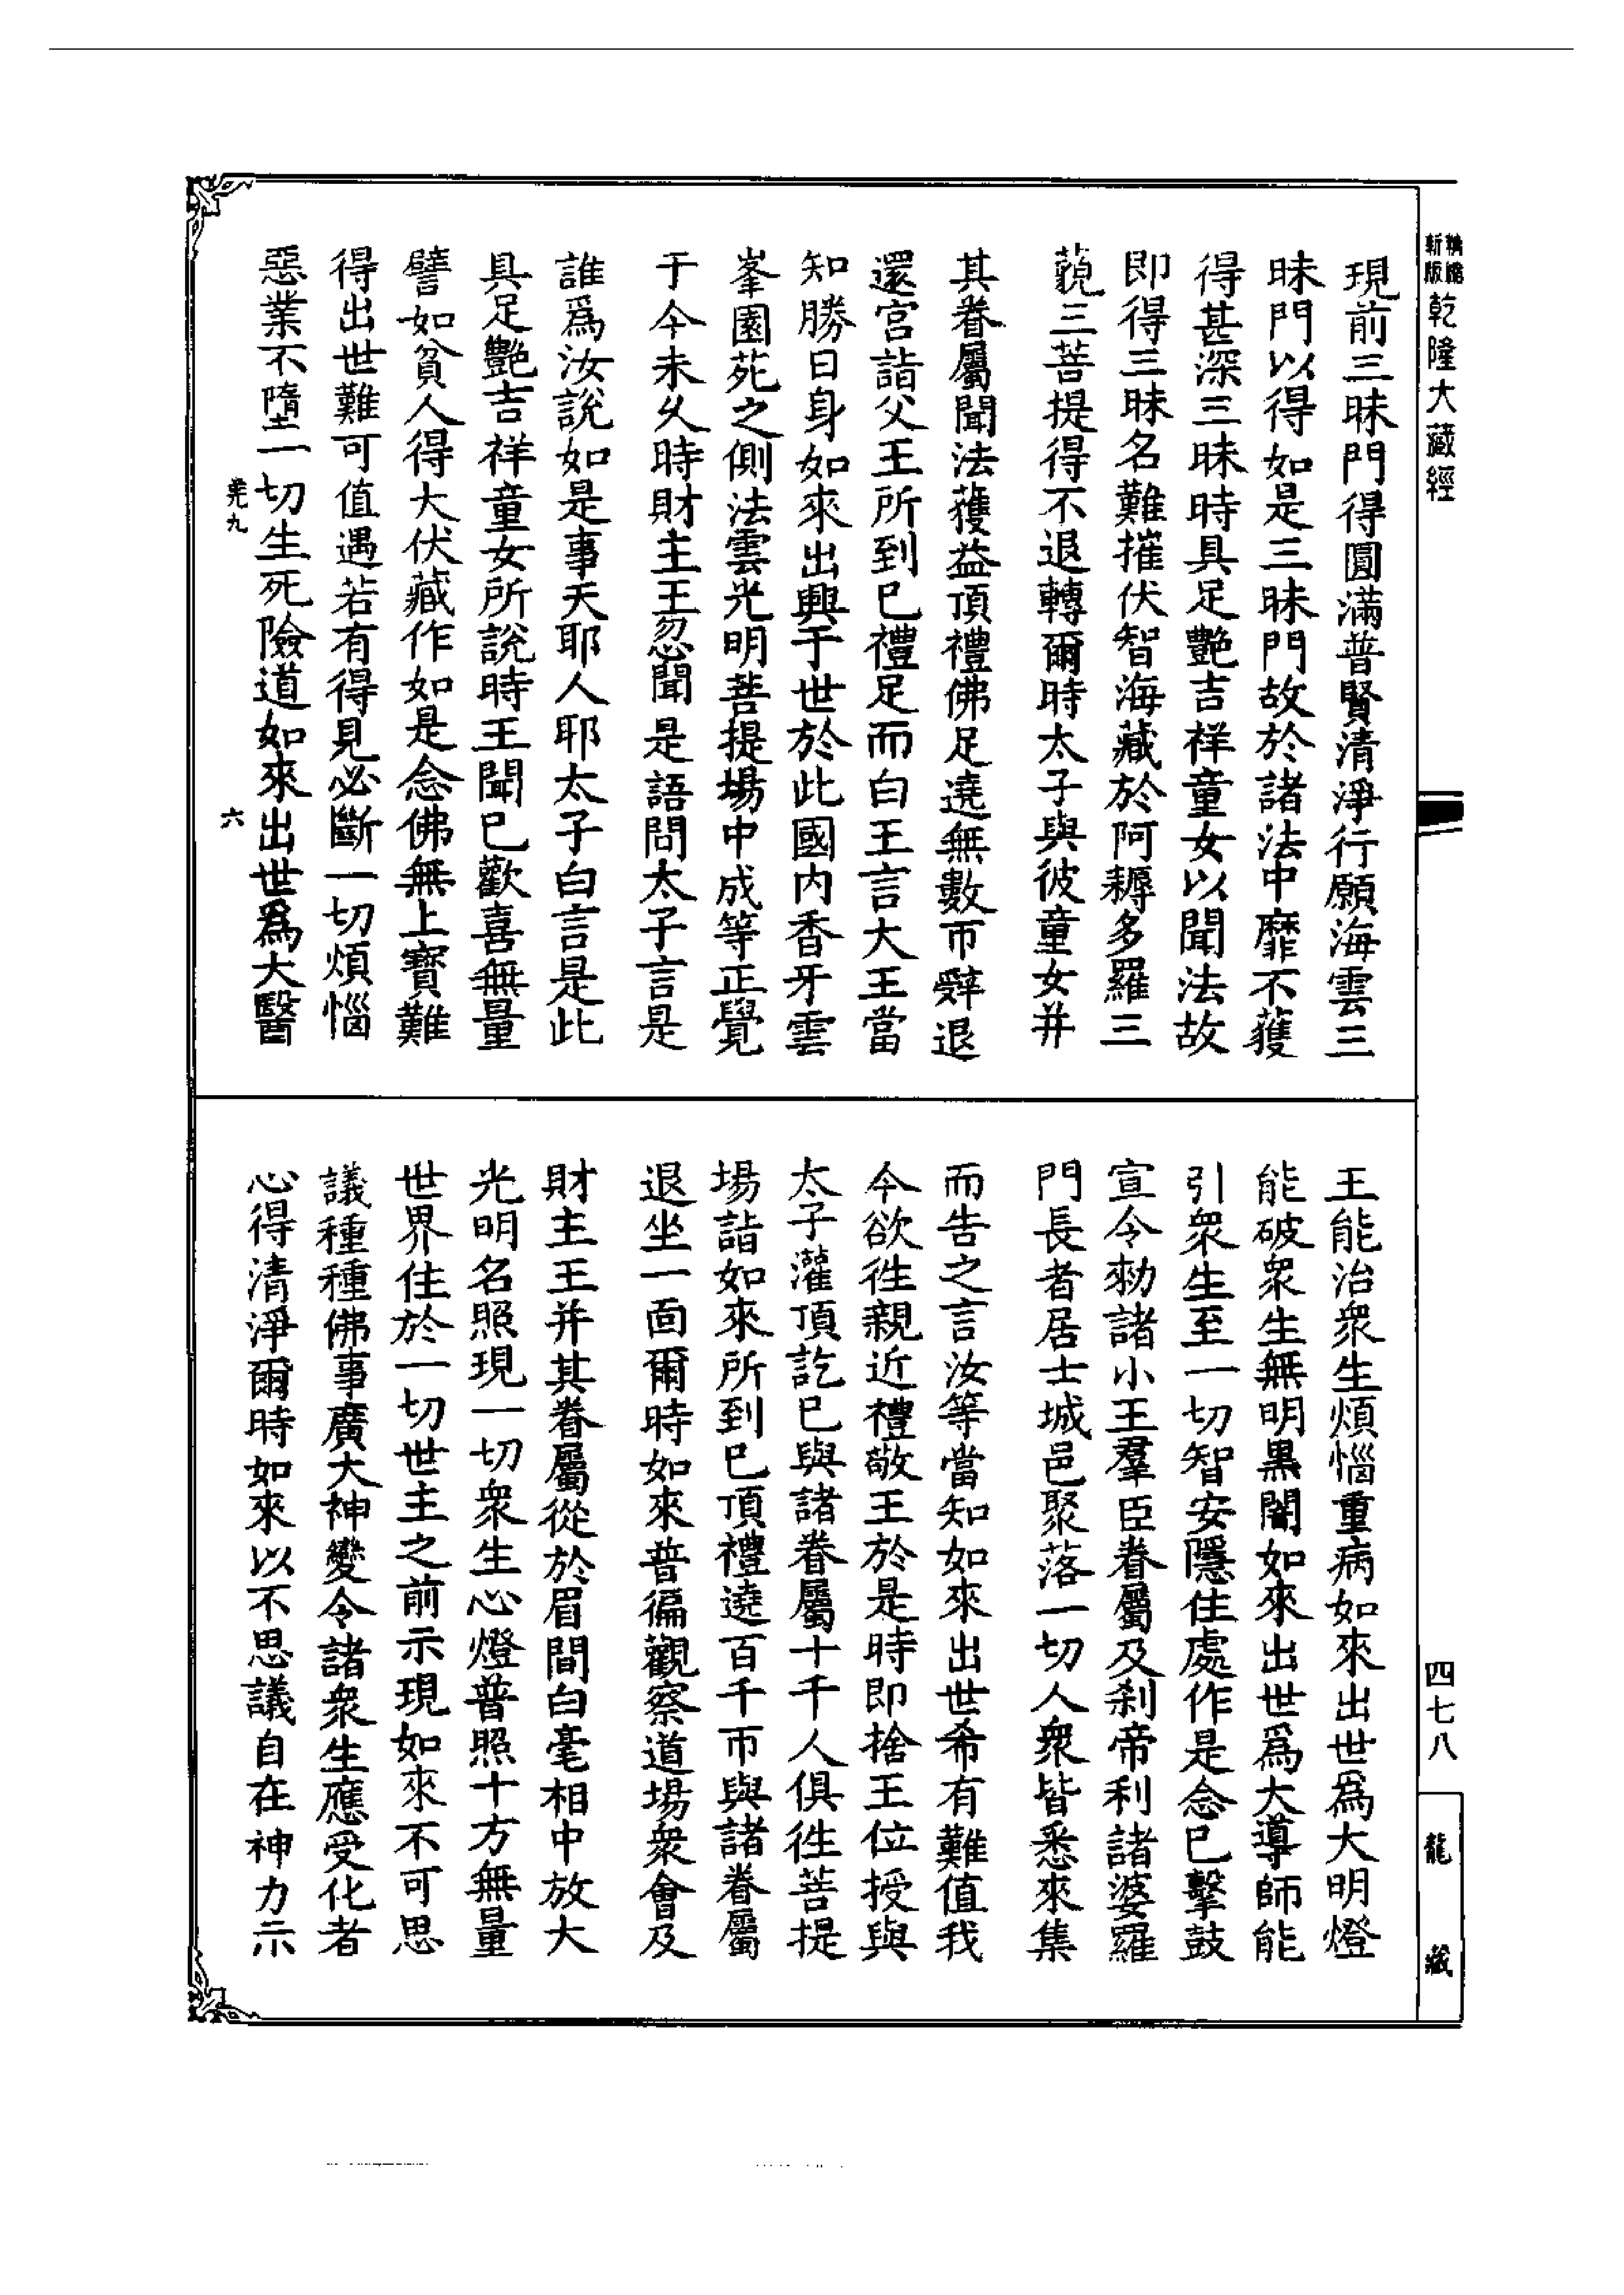 精縮新版乾隆大藏經
現前三昧門得圓滿普賢清淨行願海雲三
昧門以得如是三昧門故於諸法中靡不獲
得甚深三昧時具足艷吉祥童女以聞法故
即得三昧名難摧伏智海藏於阿耨多羅三
藐三菩提得不退轉爾時太子與彼童女并
其眷屬聞法獲益頂禮佛足遶無數帀辭退
還宮詣父王所到已禮足而白王言大王當
知勝日身如來出興于世於此國內香牙雲
峯園苑之側法雲光明菩提場中成等正覺
于今未久時財主王忽聞是語問太子言是
誰爲汝說如是事天耶人耶太子白言是此
具足艷吉祥童女所說時王聞已歡喜無量
譬如貧人得大伏藏作如是念佛無上寶難
得出世難可值遇若有得見必斷一切煩惱
惡業不墮一切生死險道如來出世爲大醫
王能治衆生煩惱重病如來出世爲大明燈
能破衆生無明黑闇如來出世爲大導師能
引衆生至一切智安隱住處作是念已擊鼓
宣令勑諸小王羣臣眷屬及剎帝利諸婆羅
門長者居士城邑聚落一切人衆皆悉來集
而告之言汝等當知如來出世希有難值我
今欲徃親近禮敬王於是時即捨王位授與
太子灌頂訖已與諸眷屬十千人俱徃菩提
場詣如來所到已頂禮遶百千帀與諸眷屬
退坐一面爾時如來普徧觀察道場衆會及
財主王并其眷屬從於眉間白毫相中放大
光明名照現一切衆生心燈普照十方無量
世界住於一切世主之前示現如來不可思
議種種佛事廣大神變令諸衆生應受化者
心得清淨爾時如來以不思議自在神力示
九
六
四七八
龍藏